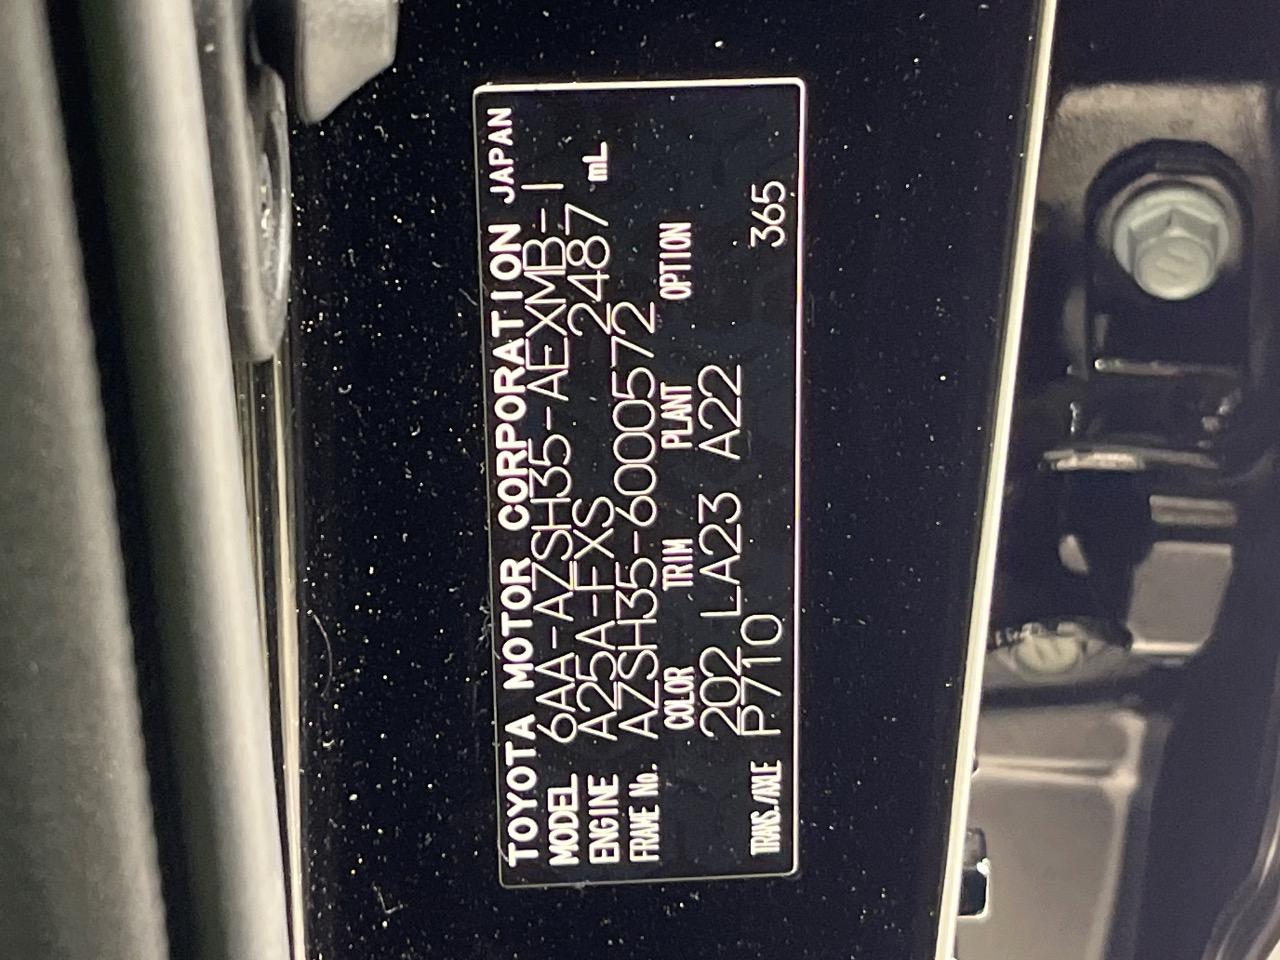 TOYOTA MOTOR CORPORATION JAPAN
MODEL 6AA-AZSH35-AEXMB-I
ENGINE A25A-FXS 2487 mL
FRAME No. AZSH35-6000572
COLOR TRIM PLANT OPTION
202 LA23 A22
TRANS./AXLE P710 365